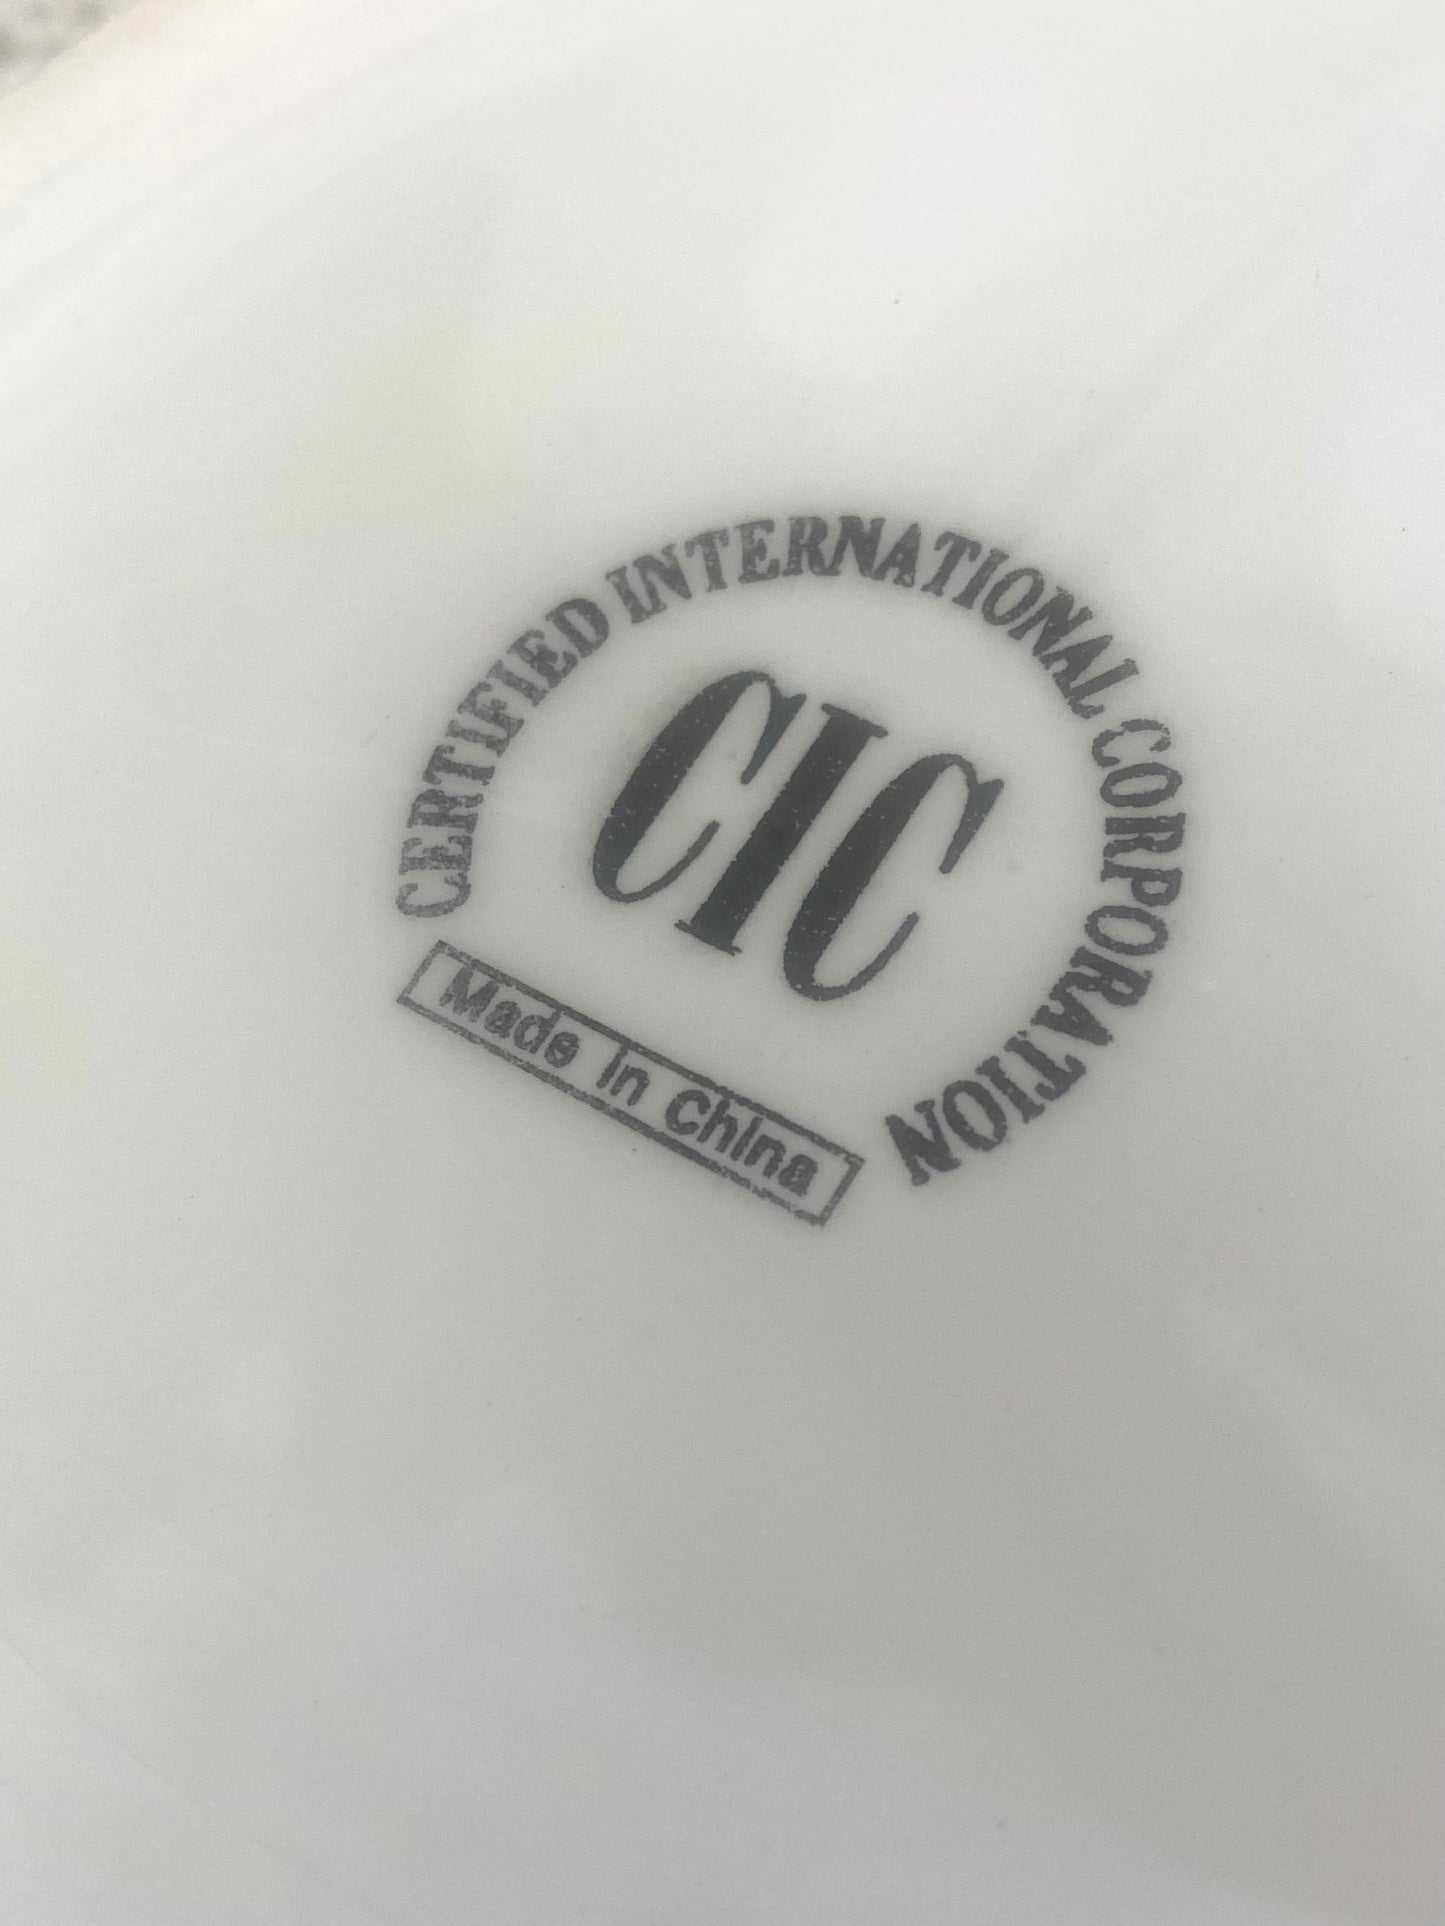 CERTIFIED INTERNATIONAL CORPORATION
CIC
Made in China